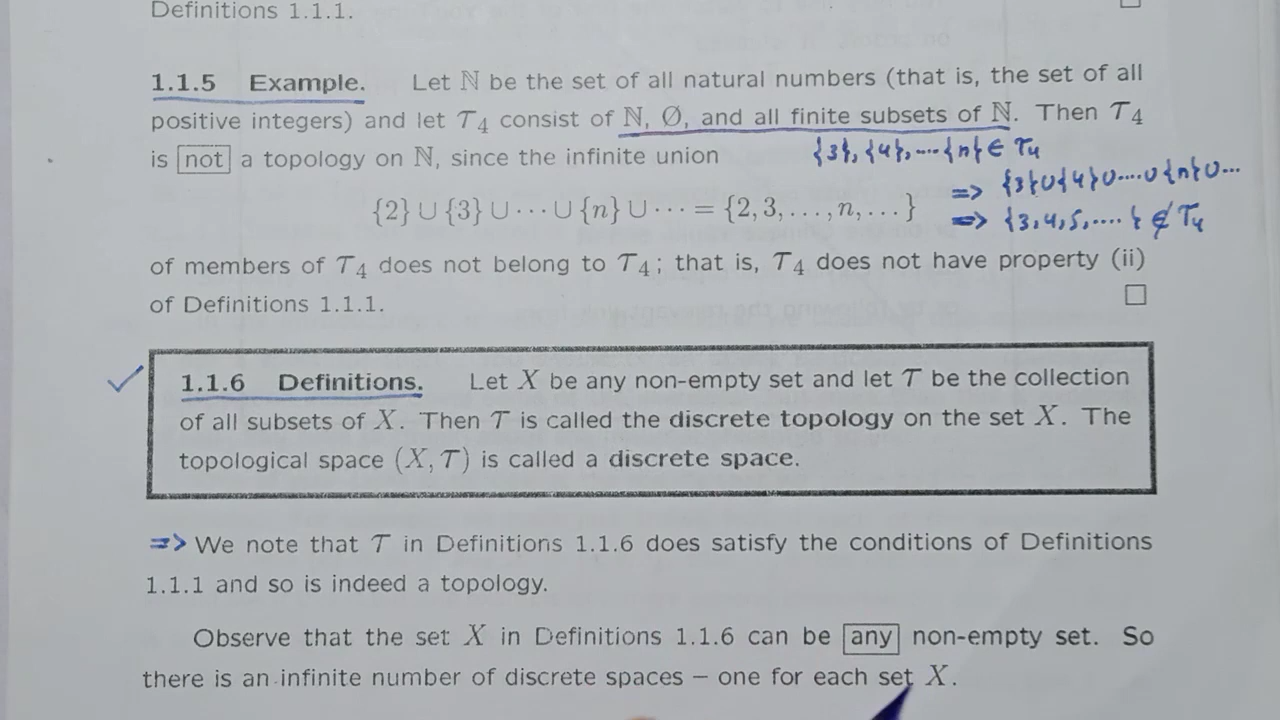 Definitions 1.1.1.
1.1.5 Example. Let ℕ be the set of all natural numbers (that is, the set of all
positive integers) and let 𝒯₄ consist of ℕ, Ø, and all finite subsets of ℕ. Then 𝒯₄
is not a topology on ℕ, since the infinite union
{3}, {4}, .... {n} ∈ 𝒯₄
=> {3}∪{4}∪....∪{n}∪...
{2} ∪ {3} ∪ ··· ∪ {n} ∪ ··· = {2, 3, . . . , n, . . . }
=> {3,4,5,....} ∉ 𝒯₄
of members of 𝒯₄ does not belong to 𝒯₄; that is, 𝒯₄ does not have property (ii)
of Definitions 1.1.1.
1.1.6 Definitions. Let X be any non-empty set and let 𝒯 be the collection
of all subsets of X. Then 𝒯 is called the discrete topology on the set X. The
topological space (X, 𝒯) is called a discrete space.
=> We note that 𝒯 in Definitions 1.1.6 does satisfy the conditions of Definitions
1.1.1 and so is indeed a topology.
Observe that the set X in Definitions 1.1.6 can be any non-empty set. So
there is an infinite number of discrete spaces – one for each set X.